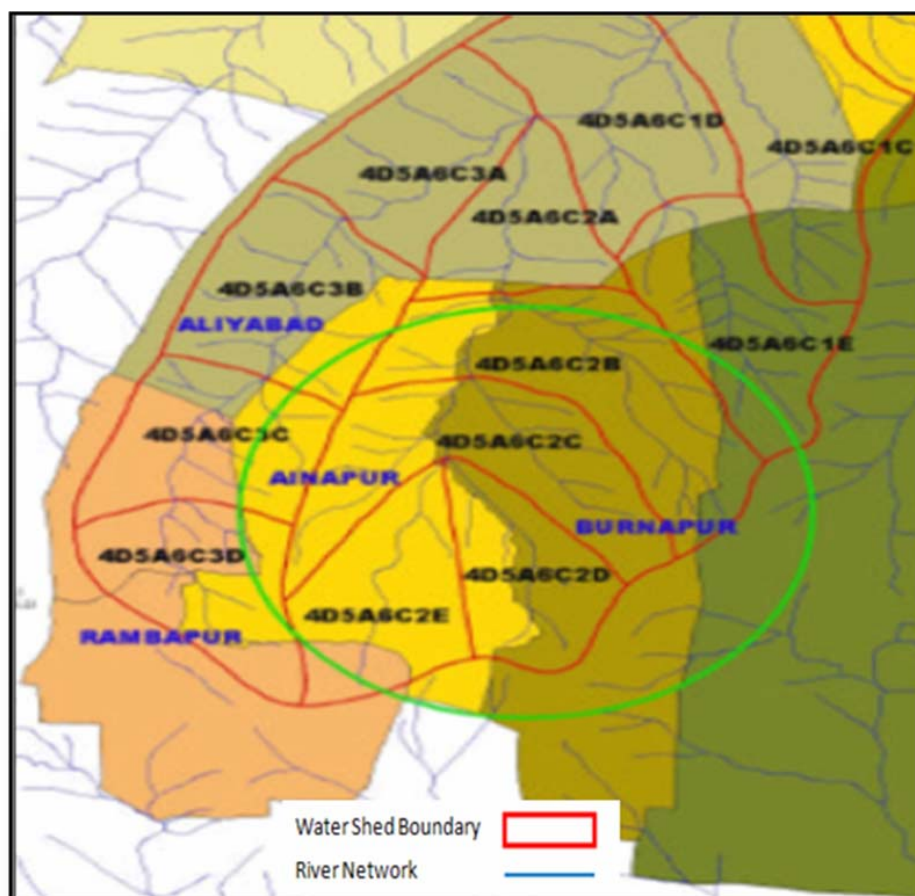 4D5A6C1D
4D5A6C1C
4D5A6C3A
4D5A6C2A
4D5A6C3B
ALIYABAD
4D5A6C1E
4D5A6C2B
4D5A6C3C
4D5A6C2C
AINAPUR
BURNAPUR
4D5A6C3D
4D5A6C2D
4D5A6C2E
RAMBAPUR
Water Shed Boundary
River Network